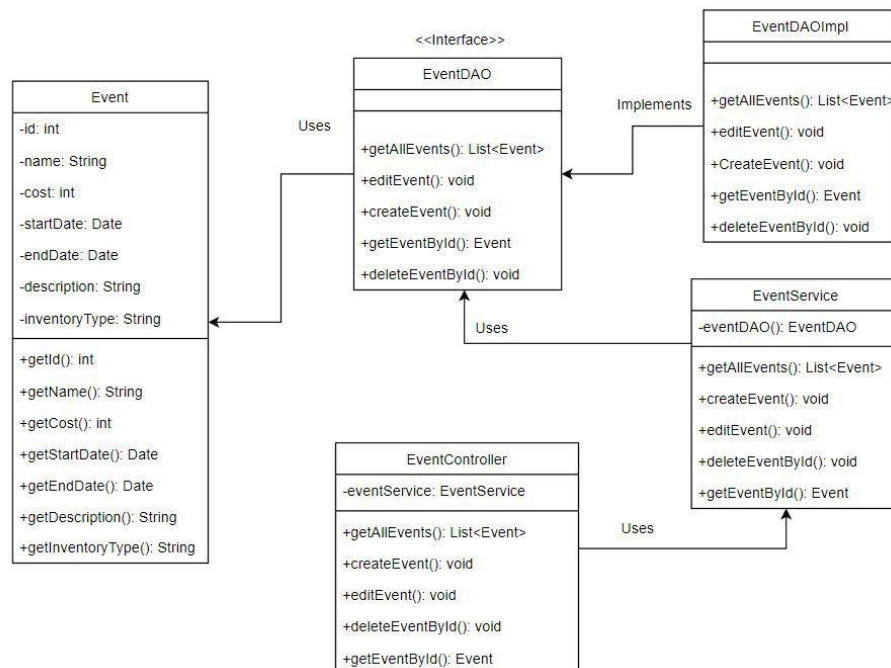 Event
-id: int
-name: String
-cost: int
-startDate: Date
-endDate: Date
-description: String
-inventoryType: String
+getId(): int
+getName(): String
+getCost(): int
+getStartDate(): Date
+getEndDate(): Date
+getDescription(): String
+getInventoryType(): String
Uses
<<Interface>>
EventDAO
+getAllEvents(): List<Event>
+editEvent(): void
+createEvent(): void
+getEventById(): Event
+deleteEventById(): void
Implements
EventDAOImpl
+getAllEvents(): List<Event>
+editEvent(): void
+CreateEvent(): void
+getEventById(): Event
+deleteEventById(): void
Uses
EventService
-eventDAO(): EventDAO
+getAllEvents(): List<Event>
+createEvent(): void
+editEvent(): void
+deleteEventById(): void
+getEventById(): Event
EventController
-eventService: EventService
+getAllEvents(): List<Event>
+createEvent(): void
+editEvent(): void
+deleteEventById(): void
+getEventById(): Event
Uses